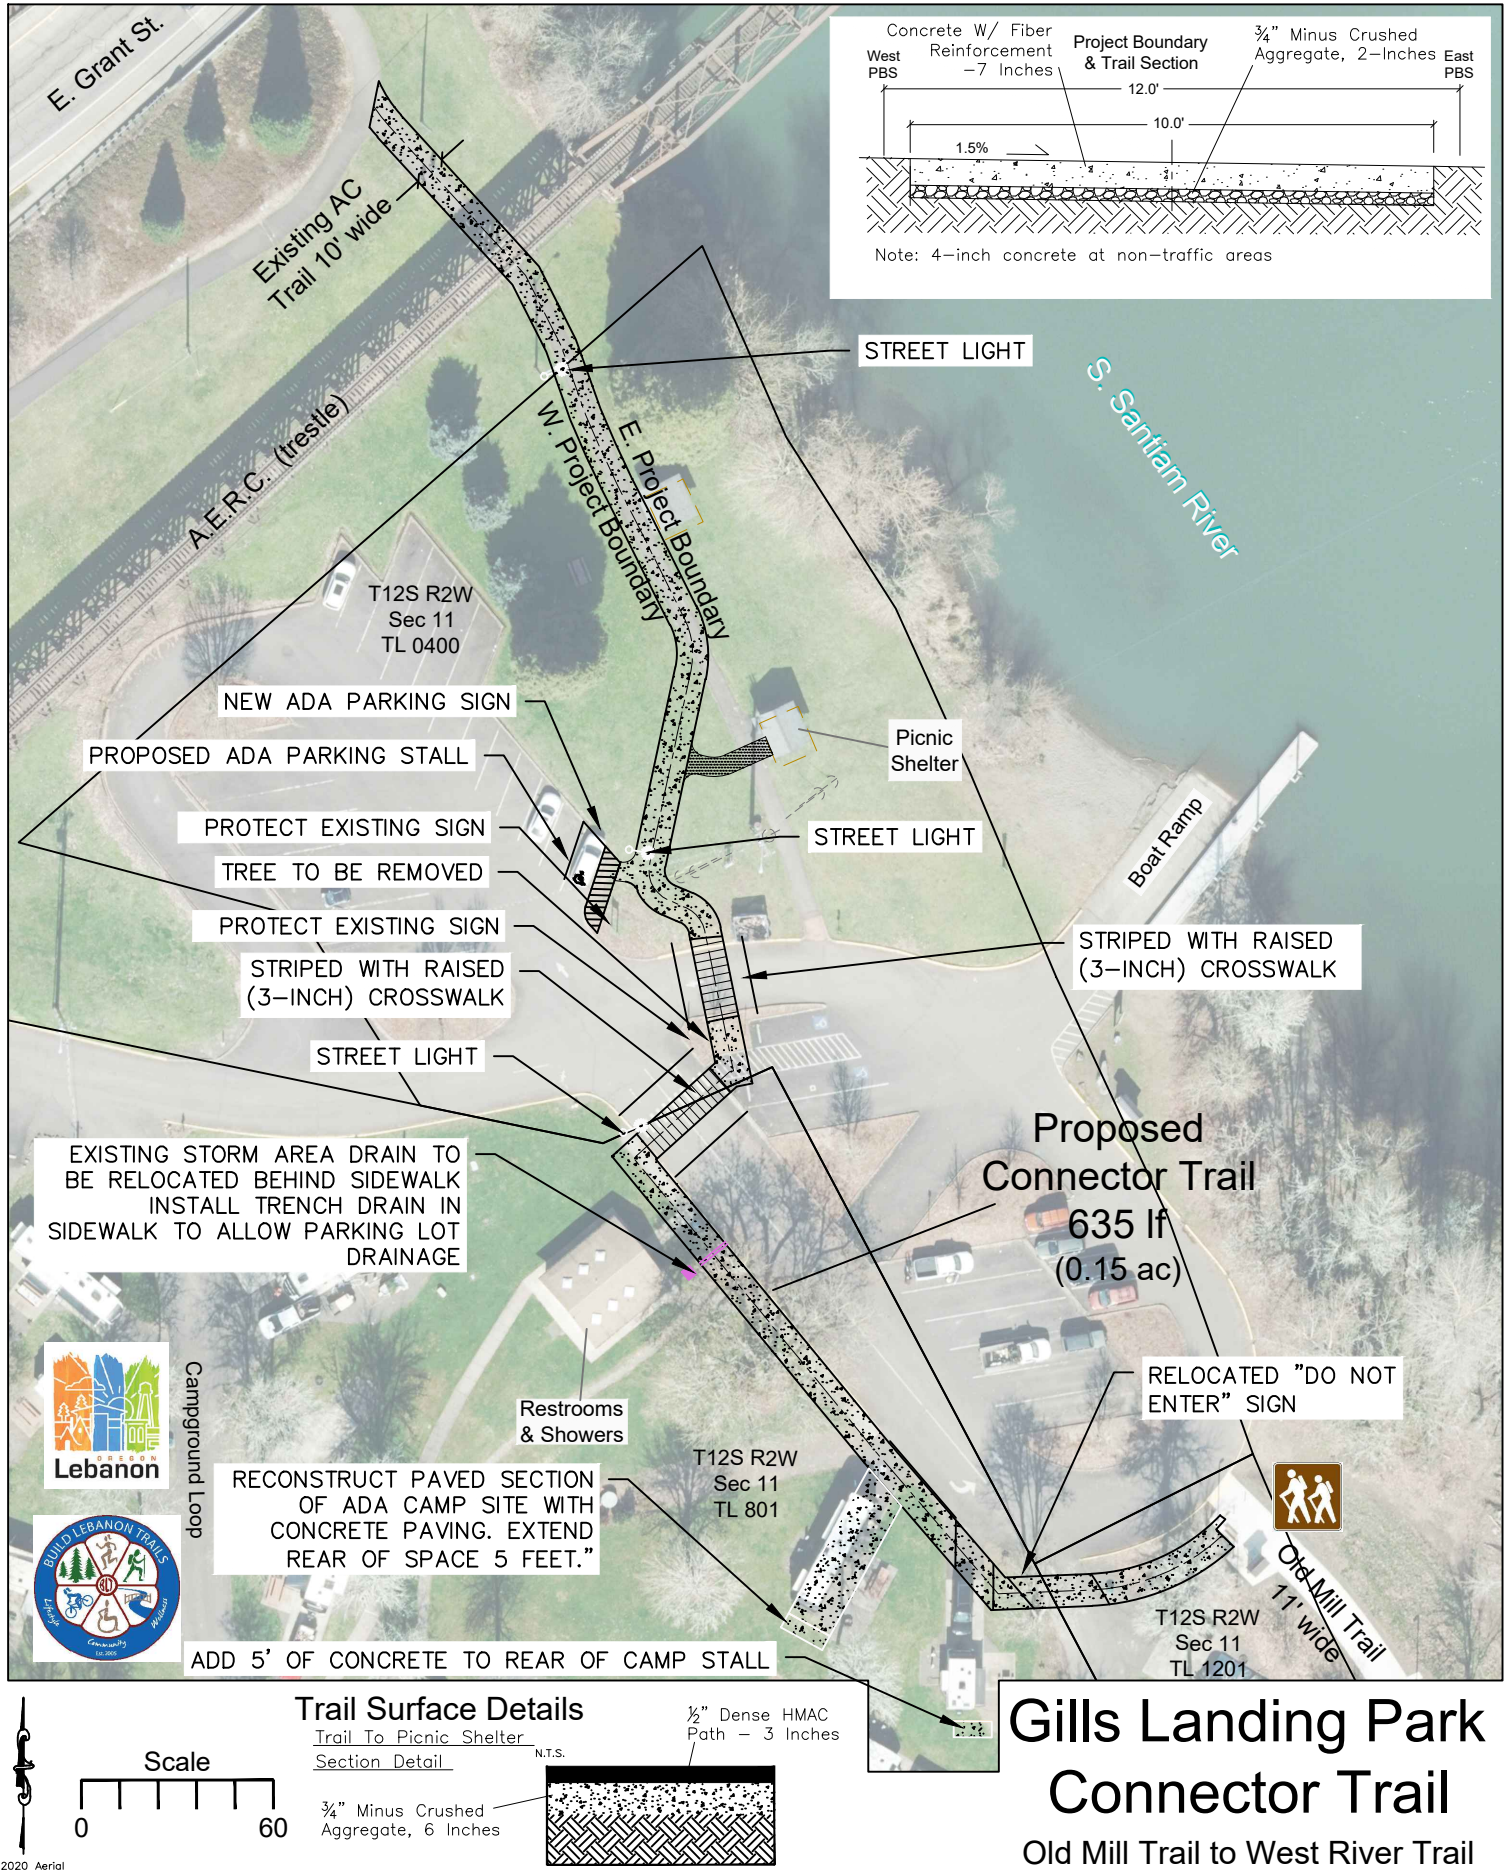 E. Grant St.
Concrete W/ Fiber
Reinforcement
-7 Inches
Project Boundary
& Trail Section
¾" Minus Crushed
Aggregate, 2-Inches
West
PBS
East
PBS
12.0'
10.0'
1.5%
Note: 4-inch concrete at non-traffic areas
Existing AC
Trail 10' wide
STREET LIGHT
S. Santiam River
A.E.R.C. (trestle)
W. Project Boundary
E. Project Boundary
T12S R2W
Sec 11
TL 0400
NEW ADA PARKING SIGN
PROPOSED ADA PARKING STALL
Picnic
Shelter
PROTECT EXISTING SIGN
STREET LIGHT
TREE TO BE REMOVED
Boat Ramp
PROTECT EXISTING SIGN
STRIPED WITH RAISED
(3-INCH) CROSSWALK
STRIPED WITH RAISED
(3-INCH) CROSSWALK
STREET LIGHT
EXISTING STORM AREA DRAIN TO
BE RELOCATED BEHIND SIDEWALK
INSTALL TRENCH DRAIN IN
SIDEWALK TO ALLOW PARKING LOT
DRAINAGE
Proposed
Connector Trail
635 lf
(0.15 ac)
RELOCATED "DO NOT
ENTER" SIGN
OREGON
Lebanon
Campground Loop
Restrooms
& Showers
T12S R2W
Sec 11
TL 801
RECONSTRUCT PAVED SECTION
OF ADA CAMP SITE WITH
CONCRETE PAVING. EXTEND
REAR OF SPACE 5 FEET."
BUILD LEBANON TRAILS
BLT
Lifestyle
Community
Wellness
Est. 2005
Old Mill Trail
11' wide
T12S R2W
Sec 11
TL 1201
ADD 5' OF CONCRETE TO REAR OF CAMP STALL
Trail Surface Details
Trail To Picnic Shelter
Section Detail
N.T.S.
½" Dense HMAC
Path - 3 Inches
¾" Minus Crushed
Aggregate, 6 Inches
Scale
0 60
2020 Aerial
Gills Landing Park
Connector Trail
Old Mill Trail to West River Trail